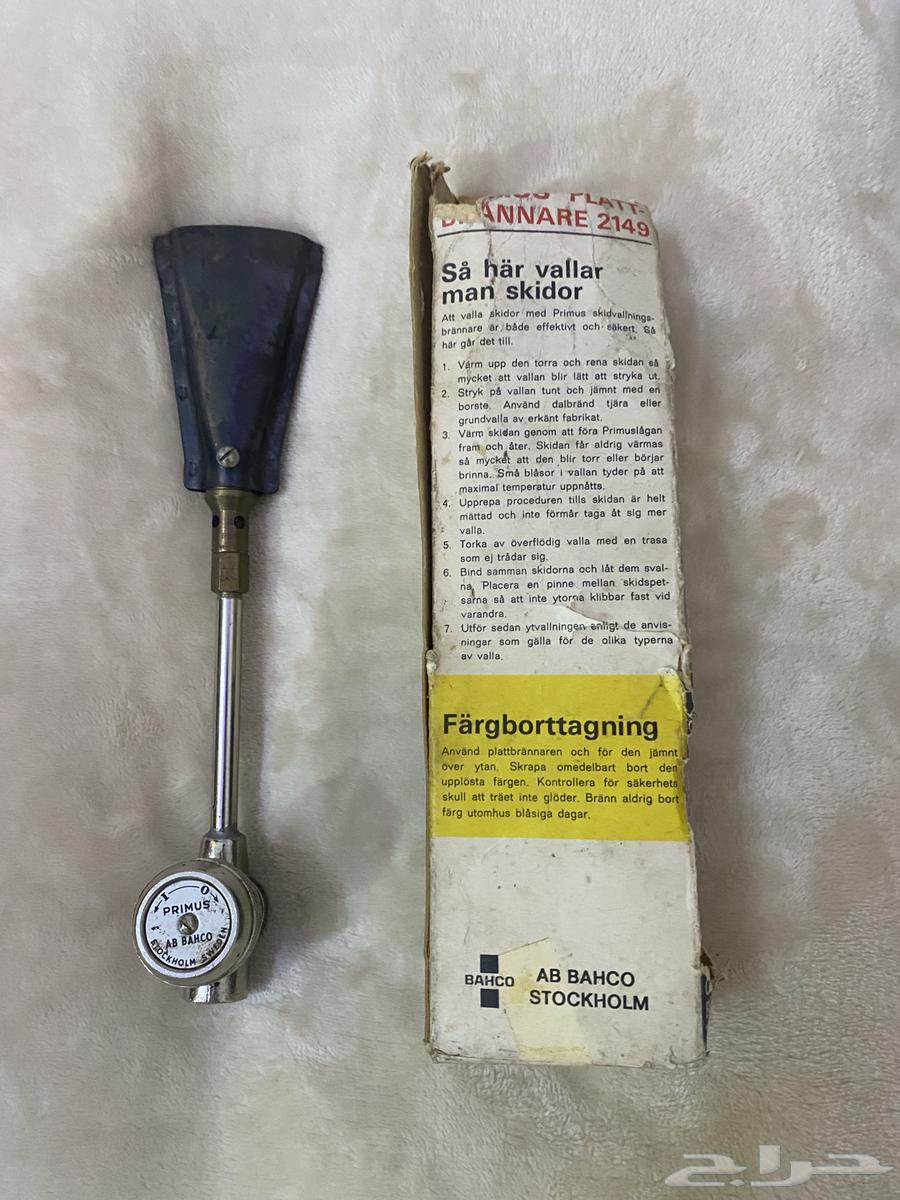 PLATT-
BRÄNNARE 2149
Så här vallar
man skidor
Att valla skidor med Primus skidvallnings-
brännare är både effektivt och säkert. Så
här går det till.
1. Värm upp den torra och rena skidan så
mycket att vallan blir lätt att stryka ut.
2. Stryk på vallan tunt och jämnt med en
borste. Använd dalbränd tjära eller
grundvalla av erkänt fabrikat.
3. Värm skidan genom att föra Primuslågan
fram och åter. Skidan får aldrig värmas
så mycket att den blir torr eller börjar
brinna. Små blåsor i vallan tyder på att
maximal temperatur uppnåtts.
4. Upprepa proceduren tills skidan är helt
mättad och inte förmår taga åt sig mer
valla.
5. Torka av överflödig valla med en trasa
som ej trådar sig.
6. Bind samman skidorna och låt dem sval-
na. Placera en pinne mellan skidspet-
sarna så att inte ytorna klibbar fast vid
varandra.
7. Utför sedan ytvallningen enligt de anvis-
ningar som gälla för de olika typerna
av valla.
Färgborttagning
Använd plattbrännaren och för den jämnt
över ytan. Skrapa omedelbart bort den
upplösta färgen. Kontrollera för säkerhets
skull att träet inte glöder. Bränn aldrig bort
färg utomhus blåsiga dagar.
BAHCO
AB BAHCO
STOCKHOLM
I O
PRIMUS
AB BAHCO
STOCKHOLM SWEDEN
حراج